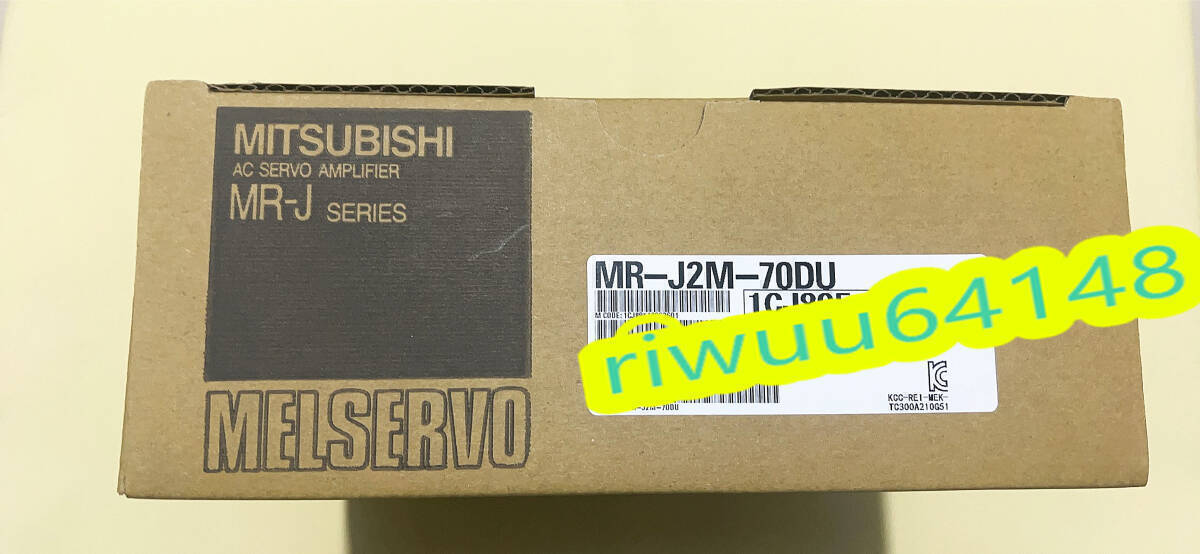 MITSUBISHI
AC SERVO AMPLIFIER
MR-J SERIES
MELSERVO
MR-J2M-70DU
riwuu64148
KCC-REI-MEK-
TC300A210G51